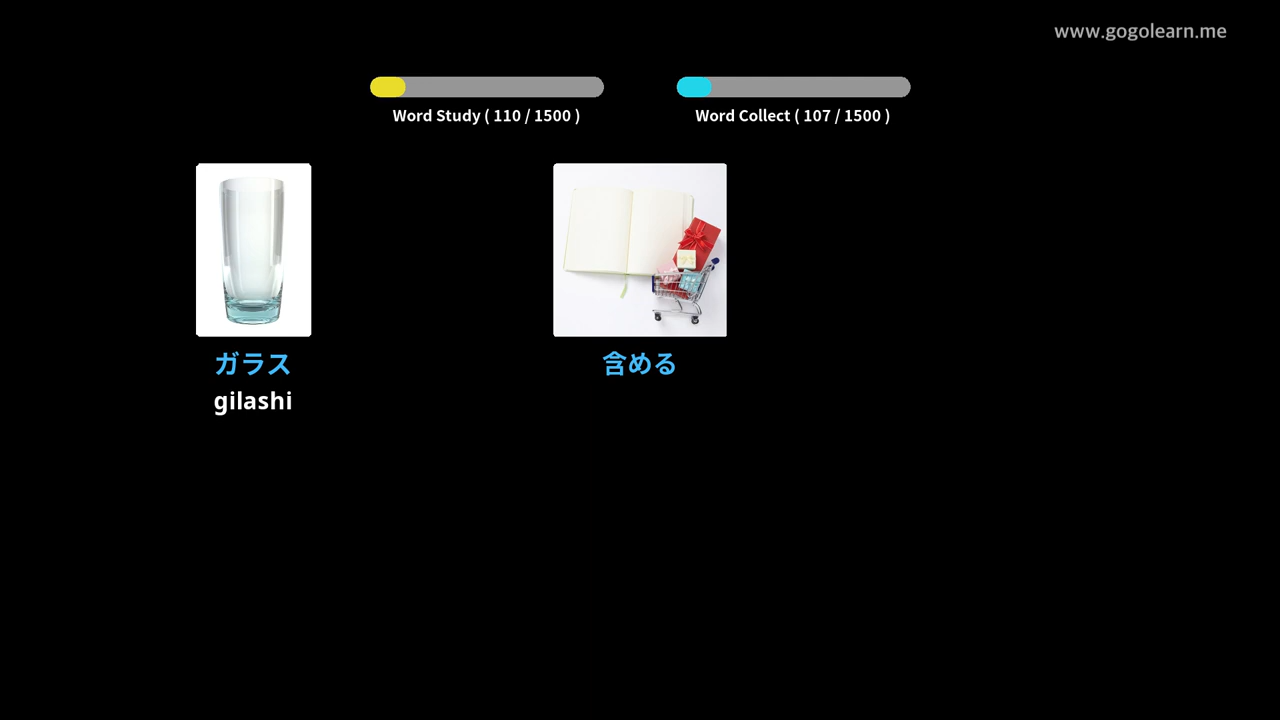 www.gogolearn.me
Word Study ( 110 / 1500 )
Word Collect ( 107 / 1500 )
ガラス
含める
gilashi